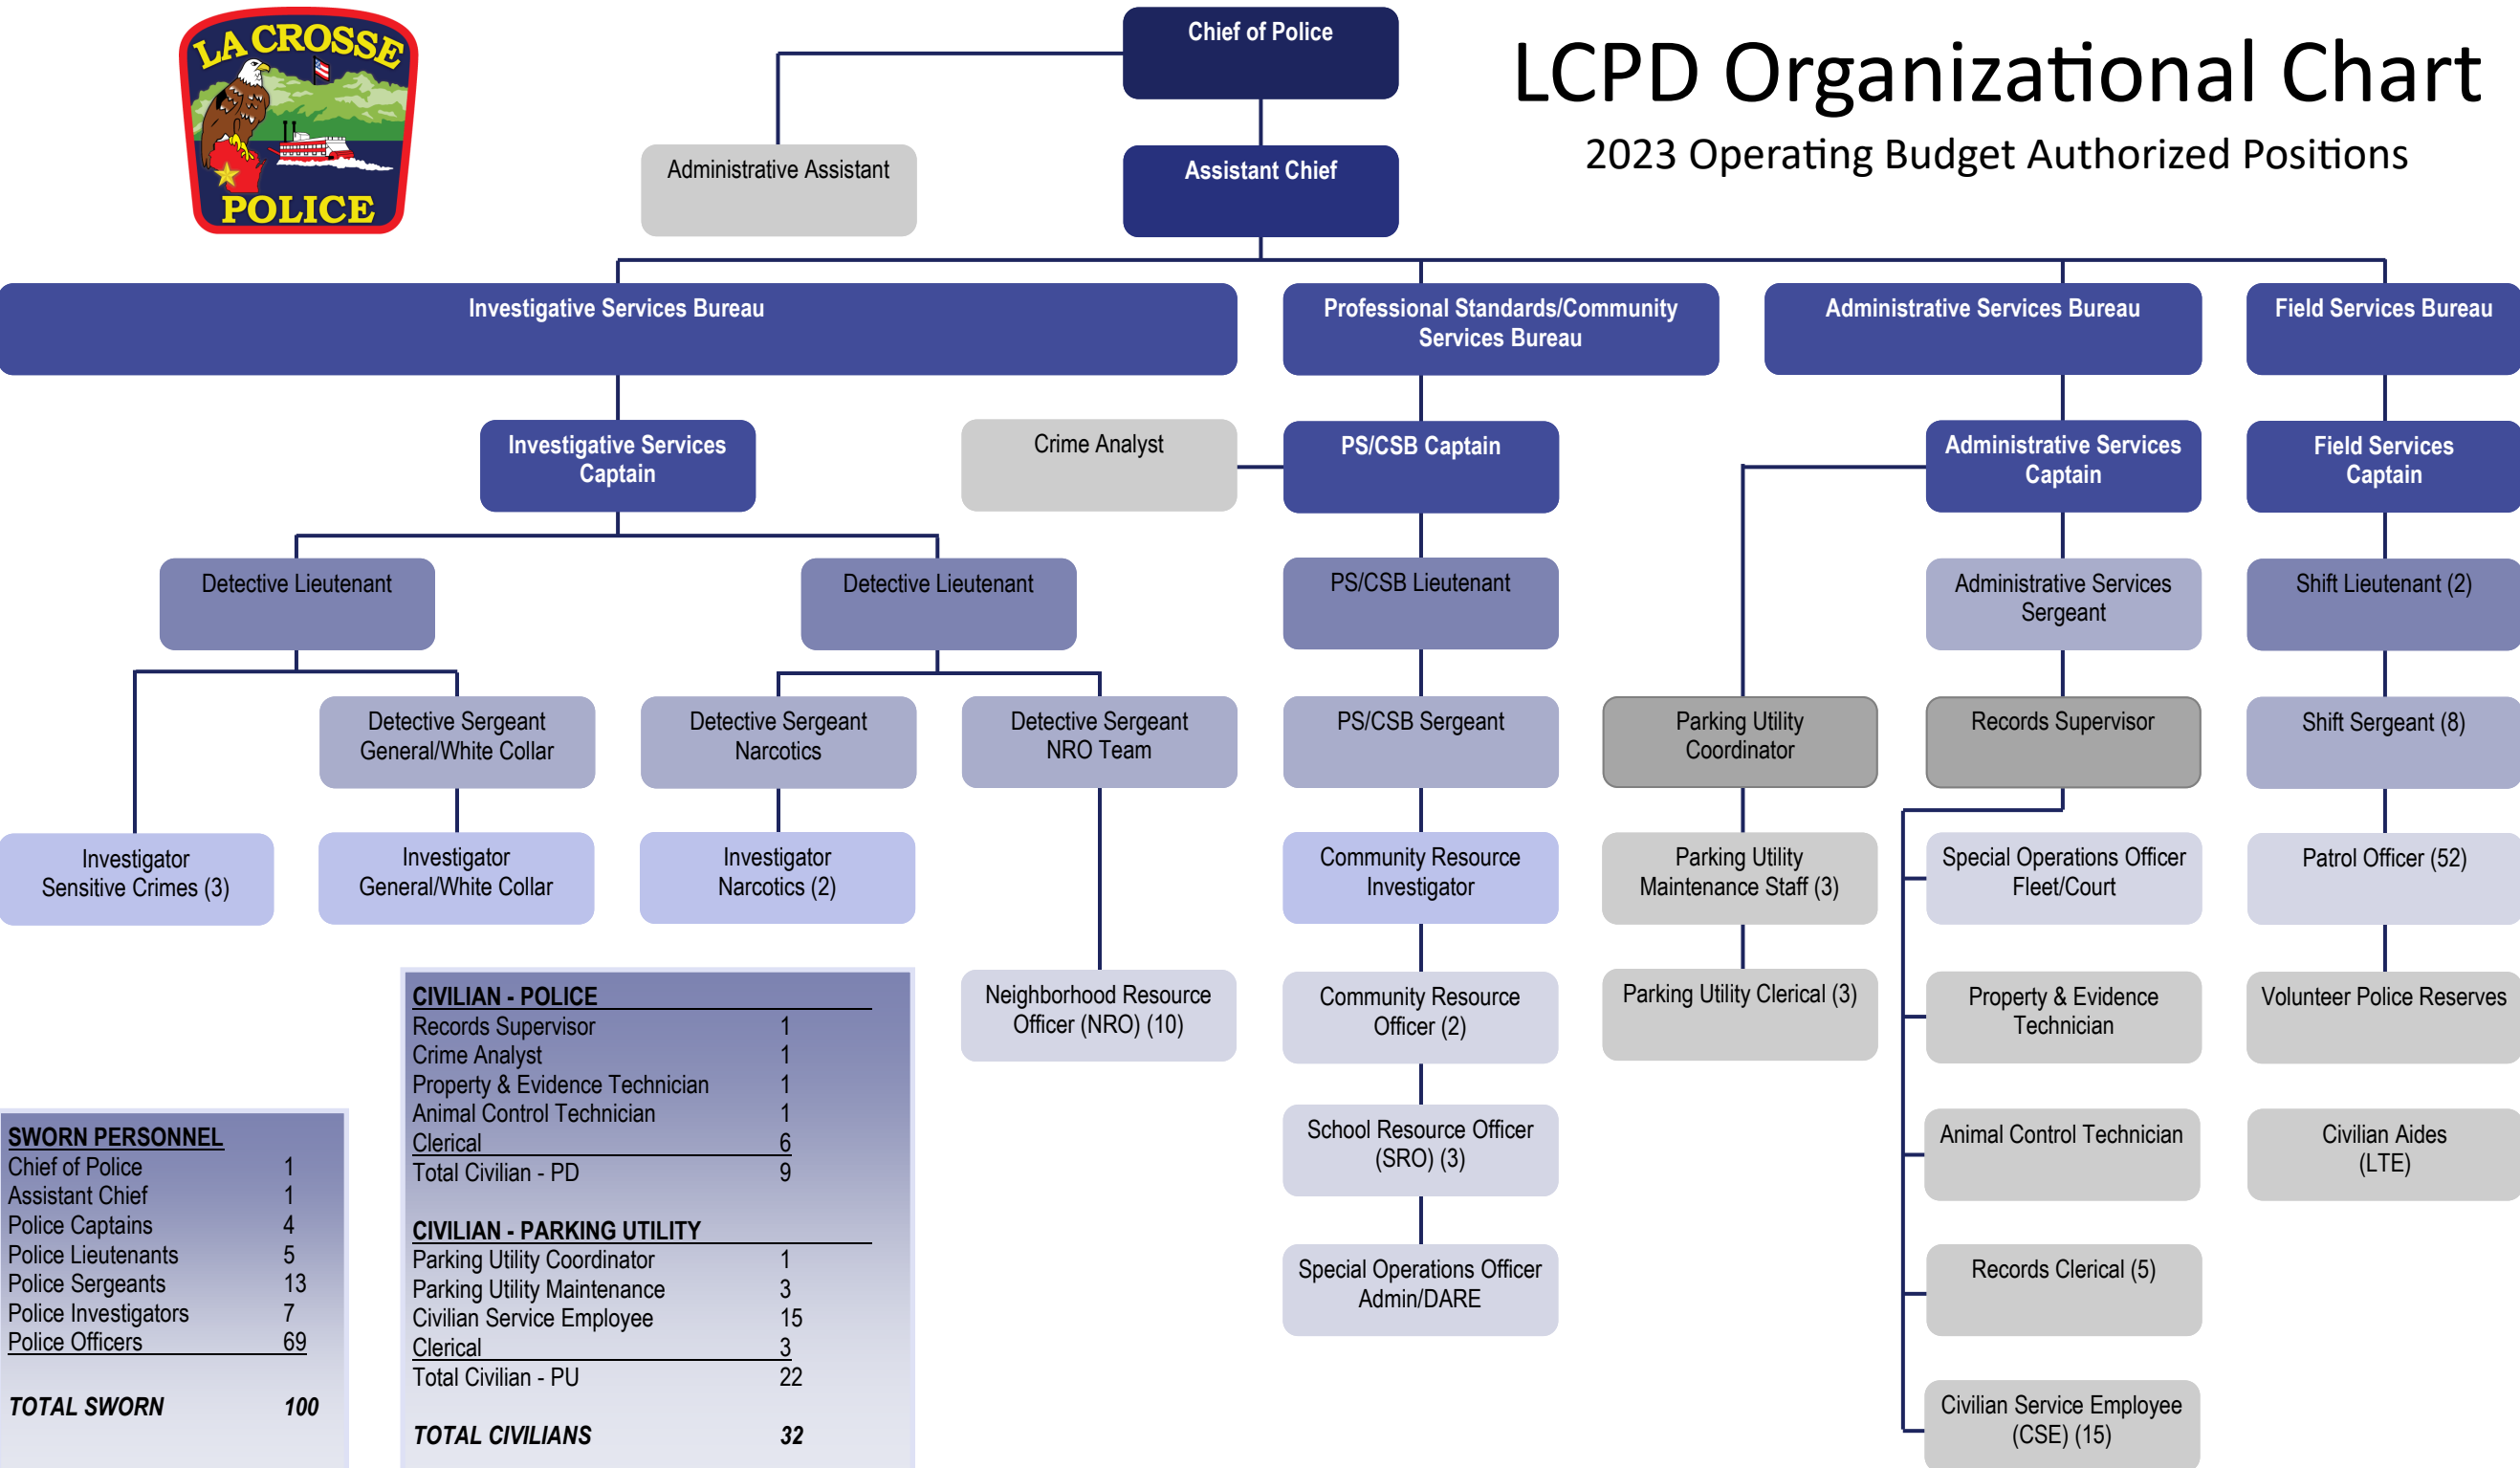 LA CROSSE
POLICE
LCPD Organizational Chart
2023 Operating Budget Authorized Positions
Chief of Police
Administrative Assistant
Assistant Chief
Investigative Services Bureau
Professional Standards/Community
Services Bureau
Administrative Services Bureau
Field Services Bureau
Investigative Services
Captain
Crime Analyst
PS/CSB Captain
Administrative Services
Captain
Field Services
Captain
Detective Lieutenant
Detective Lieutenant
PS/CSB Lieutenant
Administrative Services
Sergeant
Shift Lieutenant (2)
Detective Sergeant
General/White Collar
Detective Sergeant
Narcotics
Detective Sergeant
NRO Team
PS/CSB Sergeant
Parking Utility
Coordinator
Records Supervisor
Shift Sergeant (8)
Investigator
Sensitive Crimes (3)
Investigator
General/White Collar
Investigator
Narcotics (2)
Community Resource
Investigator
Parking Utility
Maintenance Staff (3)
Special Operations Officer
Fleet/Court
Patrol Officer (52)
Neighborhood Resource
Officer (NRO) (10)
Community Resource
Officer (2)
Parking Utility Clerical (3)
Property & Evidence
Technician
Volunteer Police Reserves
School Resource Officer
(SRO) (3)
Animal Control Technician
Civilian Aides
(LTE)
Special Operations Officer
Admin/DARE
Records Clerical (5)
Civilian Service Employee
(CSE) (15)
SWORN PERSONNEL
Chief of Police 1
Assistant Chief 1
Police Captains 4
Police Lieutenants 5
Police Sergeants 13
Police Investigators 7
Police Officers 69
TOTAL SWORN 100
CIVILIAN - POLICE
Records Supervisor 1
Crime Analyst 1
Property & Evidence Technician 1
Animal Control Technician 1
Clerical 6
Total Civilian - PD 9
CIVILIAN - PARKING UTILITY
Parking Utility Coordinator 1
Parking Utility Maintenance 3
Civilian Service Employee 15
Clerical 3
Total Civilian - PU 22
TOTAL CIVILIANS 32